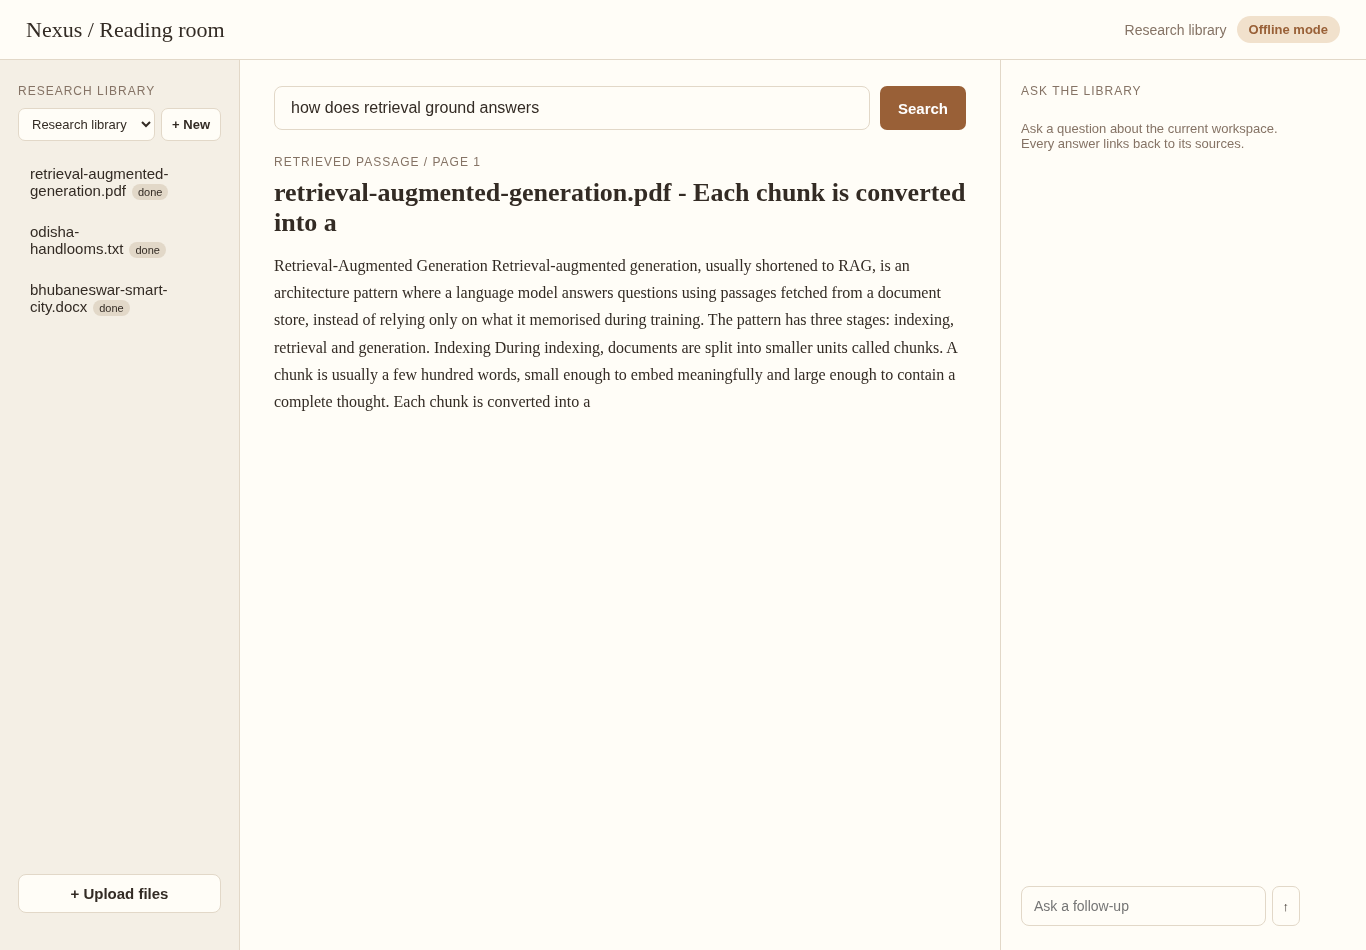 Nexus / Reading room
Research library
Offline mode
RESEARCH LIBRARY
Research library
+ New
retrieval-augmented-
generation.pdf done
odisha-
handlooms.txt done
bhubaneswar-smart-
city.docx done
+ Upload files
how does retrieval ground answers
Search
RETRIEVED PASSAGE / PAGE 1
retrieval-augmented-generation.pdf - Each chunk is converted
into a
Retrieval-Augmented Generation Retrieval-augmented generation, usually shortened to RAG, is an
architecture pattern where a language model answers questions using passages fetched from a document
store, instead of relying only on what it memorised during training. The pattern has three stages: indexing,
retrieval and generation. Indexing During indexing, documents are split into smaller units called chunks. A
chunk is usually a few hundred words, small enough to embed meaningfully and large enough to contain a
complete thought. Each chunk is converted into a
ASK THE LIBRARY
Ask a question about the current workspace.
Every answer links back to its sources.
Ask a follow-up
↑